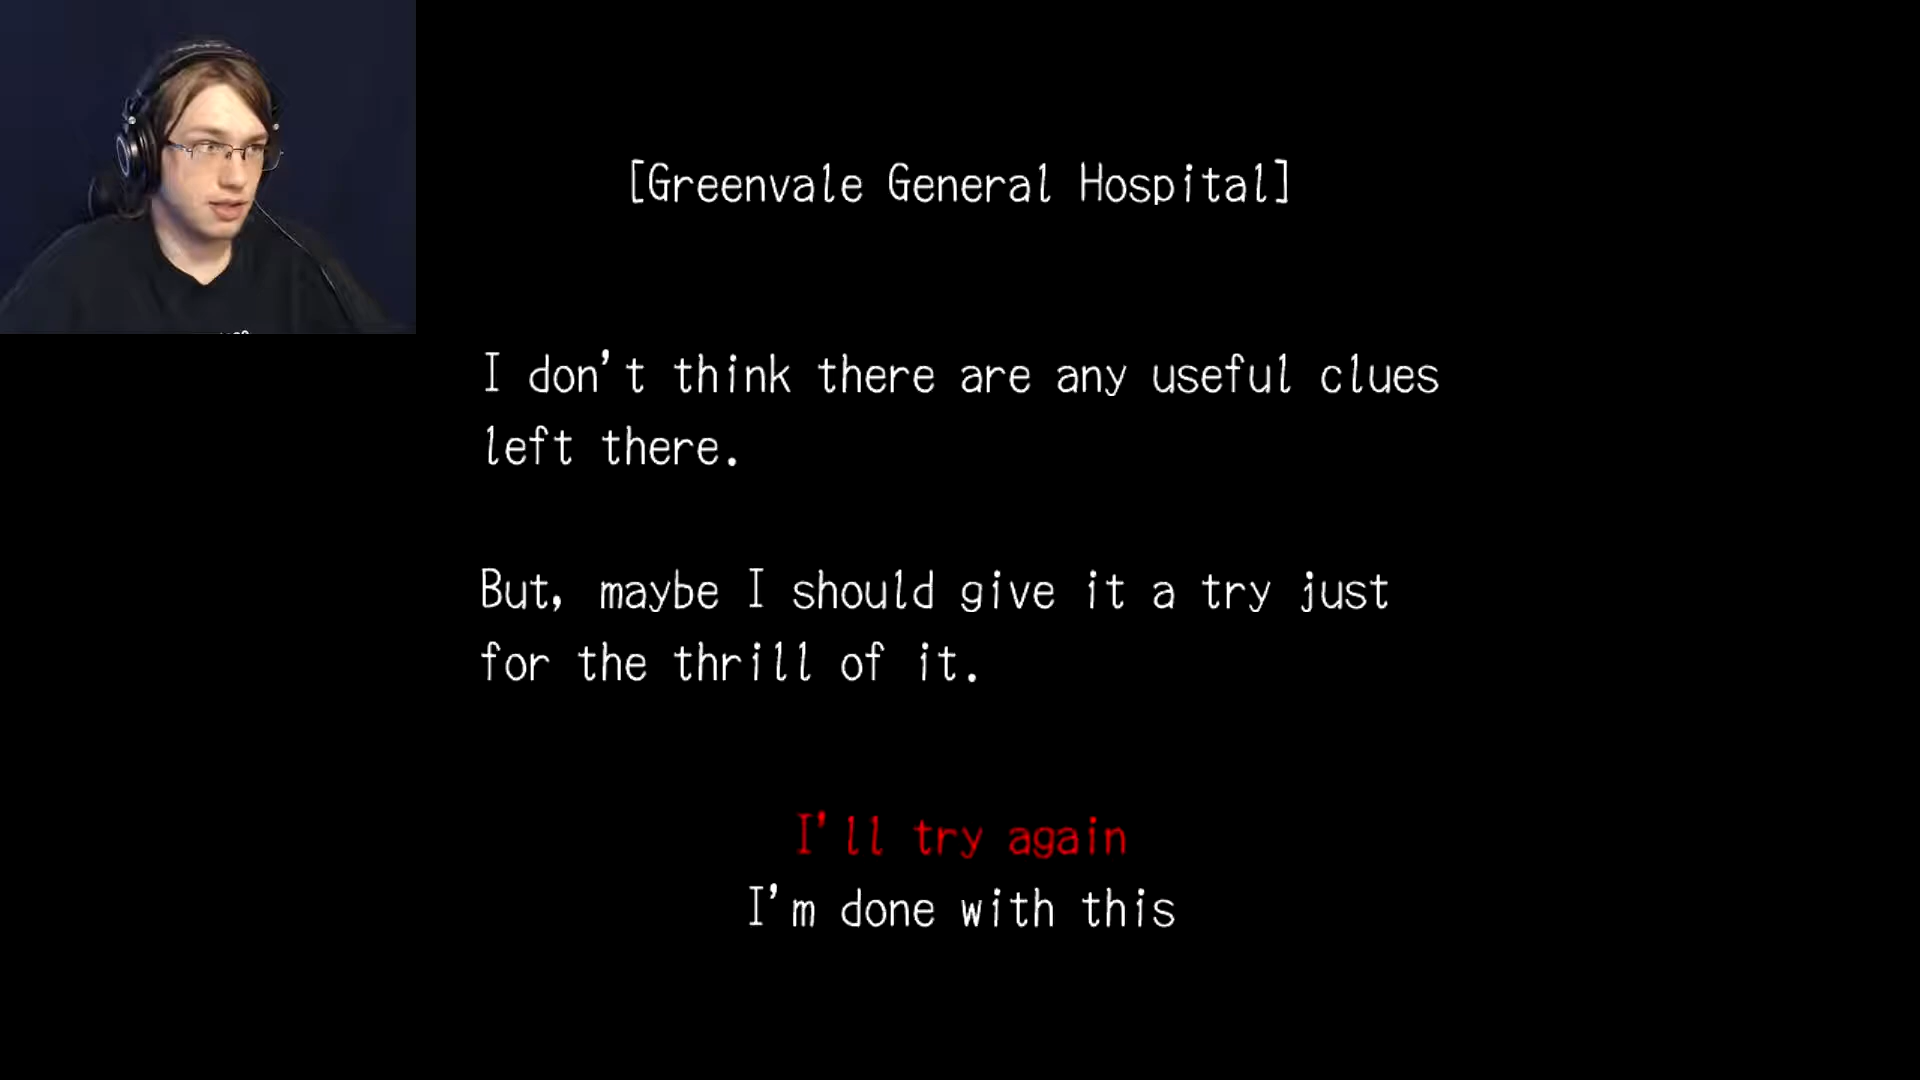 [Greenvale General Hospital]
I don't think there are any useful clues
left there.
But, maybe I should give it a try just
for the thrill of it.
I'll try again
I'm done with this